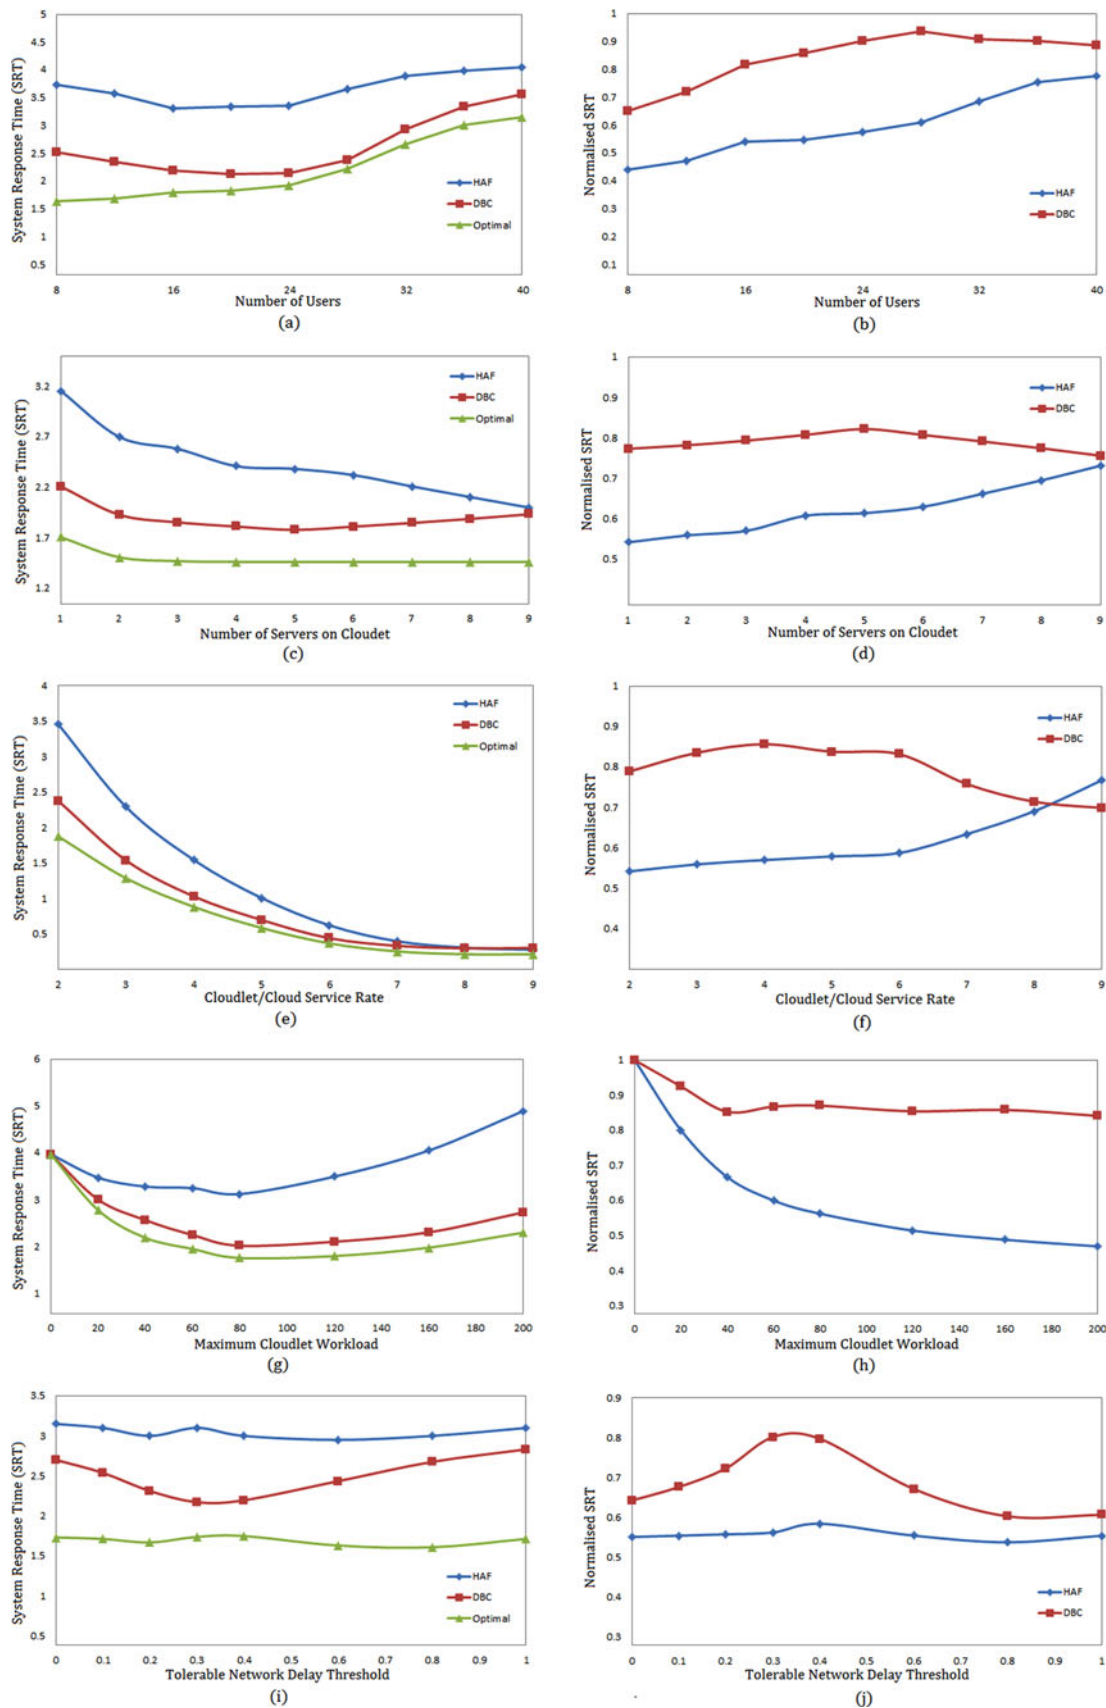 System Response Time (SRT)
5
4.5
4
3.5
3
2.5
2
1.5
1
0.5
HAF
DBC
Optimal
8 16 24 32 40
Number of Users
(a)
Normalised SRT
1
0.9
0.8
0.7
0.6
0.5
0.4
0.3
0.2
0.1
HAF
DBC
8 16 24 32 40
Number of Users
(b)
System Response Time (SRT)
3.2
2.7
2.2
1.7
1.2
HAF
DBC
Optimal
1 2 3 4 5 6 7 8 9
Number of Servers on Cloudet
(c)
Normalised SRT
1
0.9
0.8
0.7
0.6
0.5
HAF
DBC
1 2 3 4 5 6 7 8 9
Number of Servers on Cloudet
(d)
System Response Time (SRT)
4
3.5
3
2.5
2
1.5
1
0.5
HAF
DBC
Optimal
2 3 4 5 6 7 8 9
Cloudlet/Cloud Service Rate
(e)
Normalised SRT
1
0.9
0.8
0.7
0.6
0.5
0.4
HAF
DBC
2 3 4 5 6 7 8 9
Cloudlet/Cloud Service Rate
(f)
System Response Time (SRT)
6
5
4
3
2
1
HAF
DBC
Optimal
0 20 40 60 80 100 120 140 160 180 200
Maximum Cloudlet Workload
(g)
Normalised SRT
1
0.9
0.8
0.7
0.6
0.5
0.4
0.3
HAF
DBC
0 20 40 60 80 100 120 140 160 180 200
Maximum Cloudlet Workload
(h)
System Response Time (SRT)
3.5
3
2.5
2
1.5
1
0.5
HAF
DBC
Optimal
0 0.1 0.2 0.3 0.4 0.5 0.6 0.7 0.8 0.9 1
Tolerable Network Delay Threshold
(i)
Normalised SRT
0.9
0.8
0.7
0.6
0.5
0.4
0.3
HAF
DBC
0 0.1 0.2 0.3 0.4 0.5 0.6 0.7 0.8 0.9 1
Tolerable Network Delay Threshold
(j)